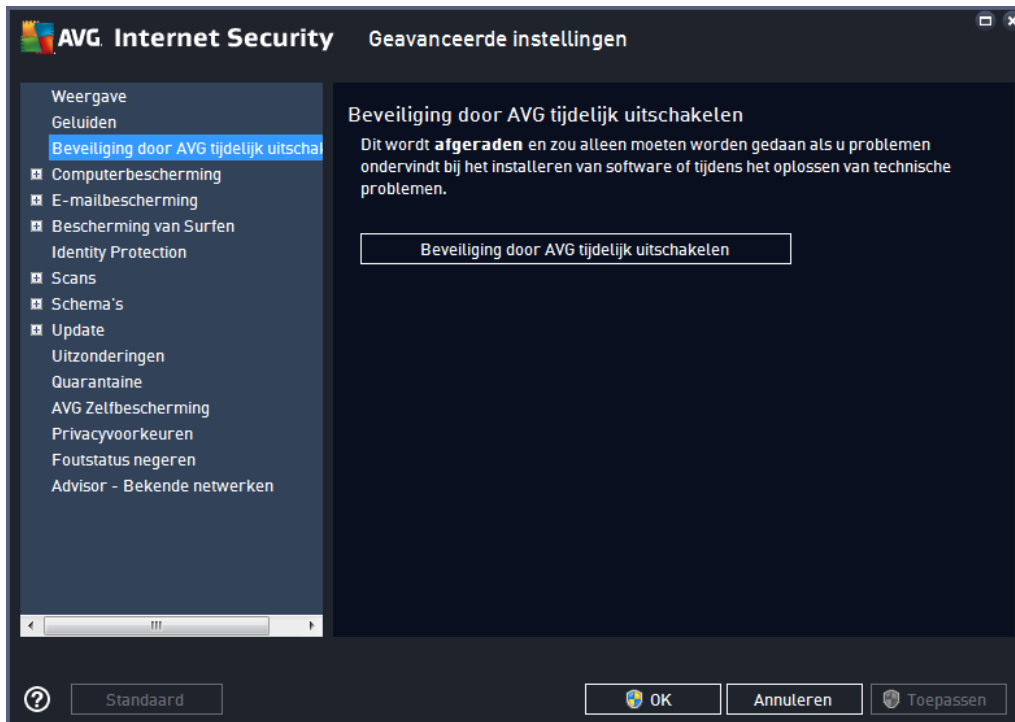 AVG. Internet Security
Geavanceerde instellingen
Weergave
Geluiden
Beveiliging door AVG tijdelijk uitschal
Computerbescherming
E-mailbescherming
Bescherming van Surfen
Identity Protection
Scans
Schema's
Update
Uitzonderingen
Quarantaine
AVG Zelfbescherming
Privacyvoorkeuren
Foutstatus negeren
Advisor - Bekende netwerken
Beveiliging door AVG tijdelijk uitschakelen
Dit wordt afgeraden en zou alleen moeten worden gedaan als u problemen
ondervindt bij het installeren van software of tijdens het oplossen van technische
problemen.
Beveiliging door AVG tijdelijk uitschakelen
Standaard
OK
Annuleren
Toepassen